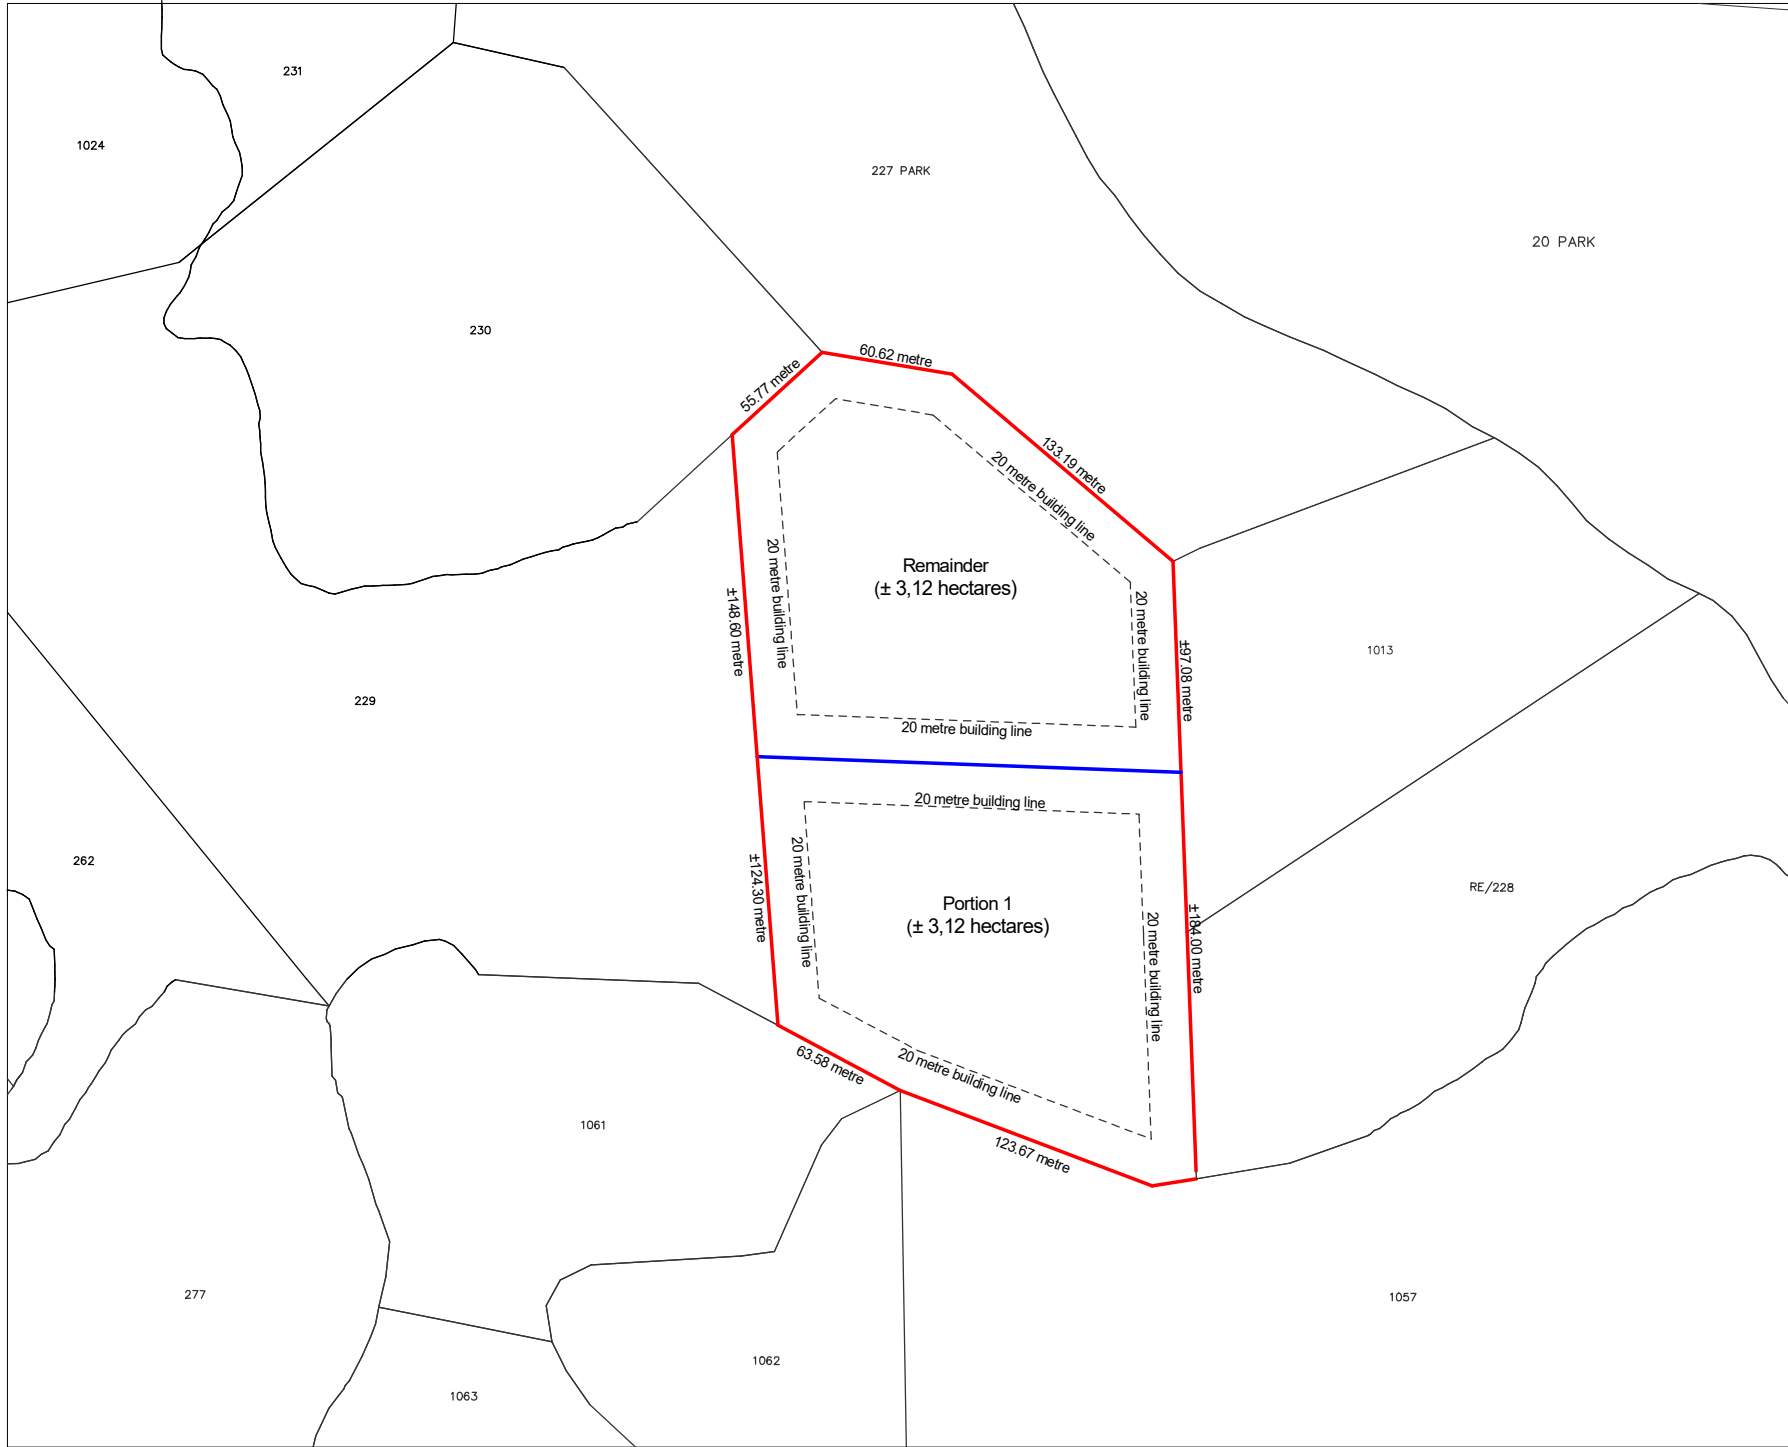 231
1024
227 PARK
20 PARK
230
60.62 metre
55.77 metre
133.19 metre
20 metre building line
Remainder
(± 3,12 hectares)
20 metre building line
±148.60 metre
20 metre building line
±97.08 metre
1013
229
20 metre building line
20 metre building line
262
±124.30 metre
20 metre building line
Portion 1
(± 3,12 hectares)
20 metre building line
±184.00 metre
RE/228
63.58 metre
20 metre building line
1061
123.67 metre
277
1057
1062
1063